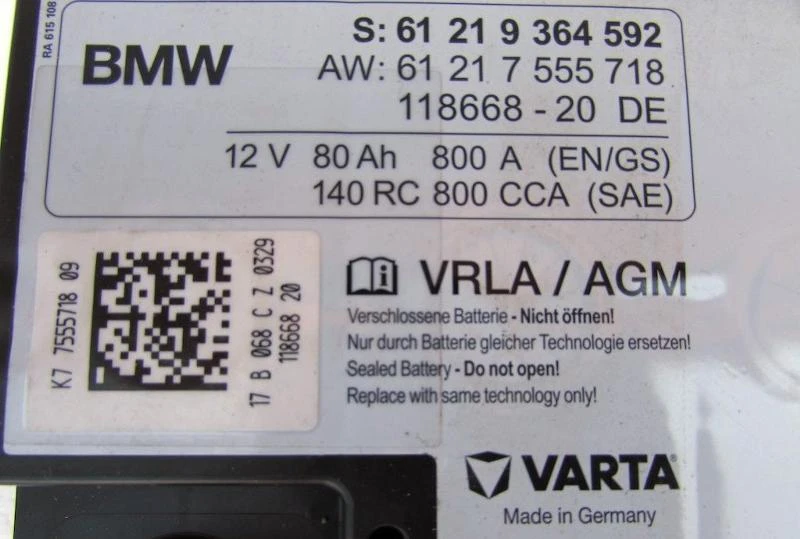 RA 615 108
BMW
S: 61 21 9 364 592
AW: 61 21 7 555 718
118668 - 20 DE
12 V 80 Ah 800 A (EN/GS)
140 RC 800 CCA (SAE)
K7 7555718 09
17 B 068 C Z 0329
118668 20
VRLA / AGM
Verschlossene Batterie - Nicht öffnen!
Nur durch Batterie gleicher Technologie ersetzen!
Sealed Battery - Do not open!
Replace with same technology only!
VARTA
Made in Germany